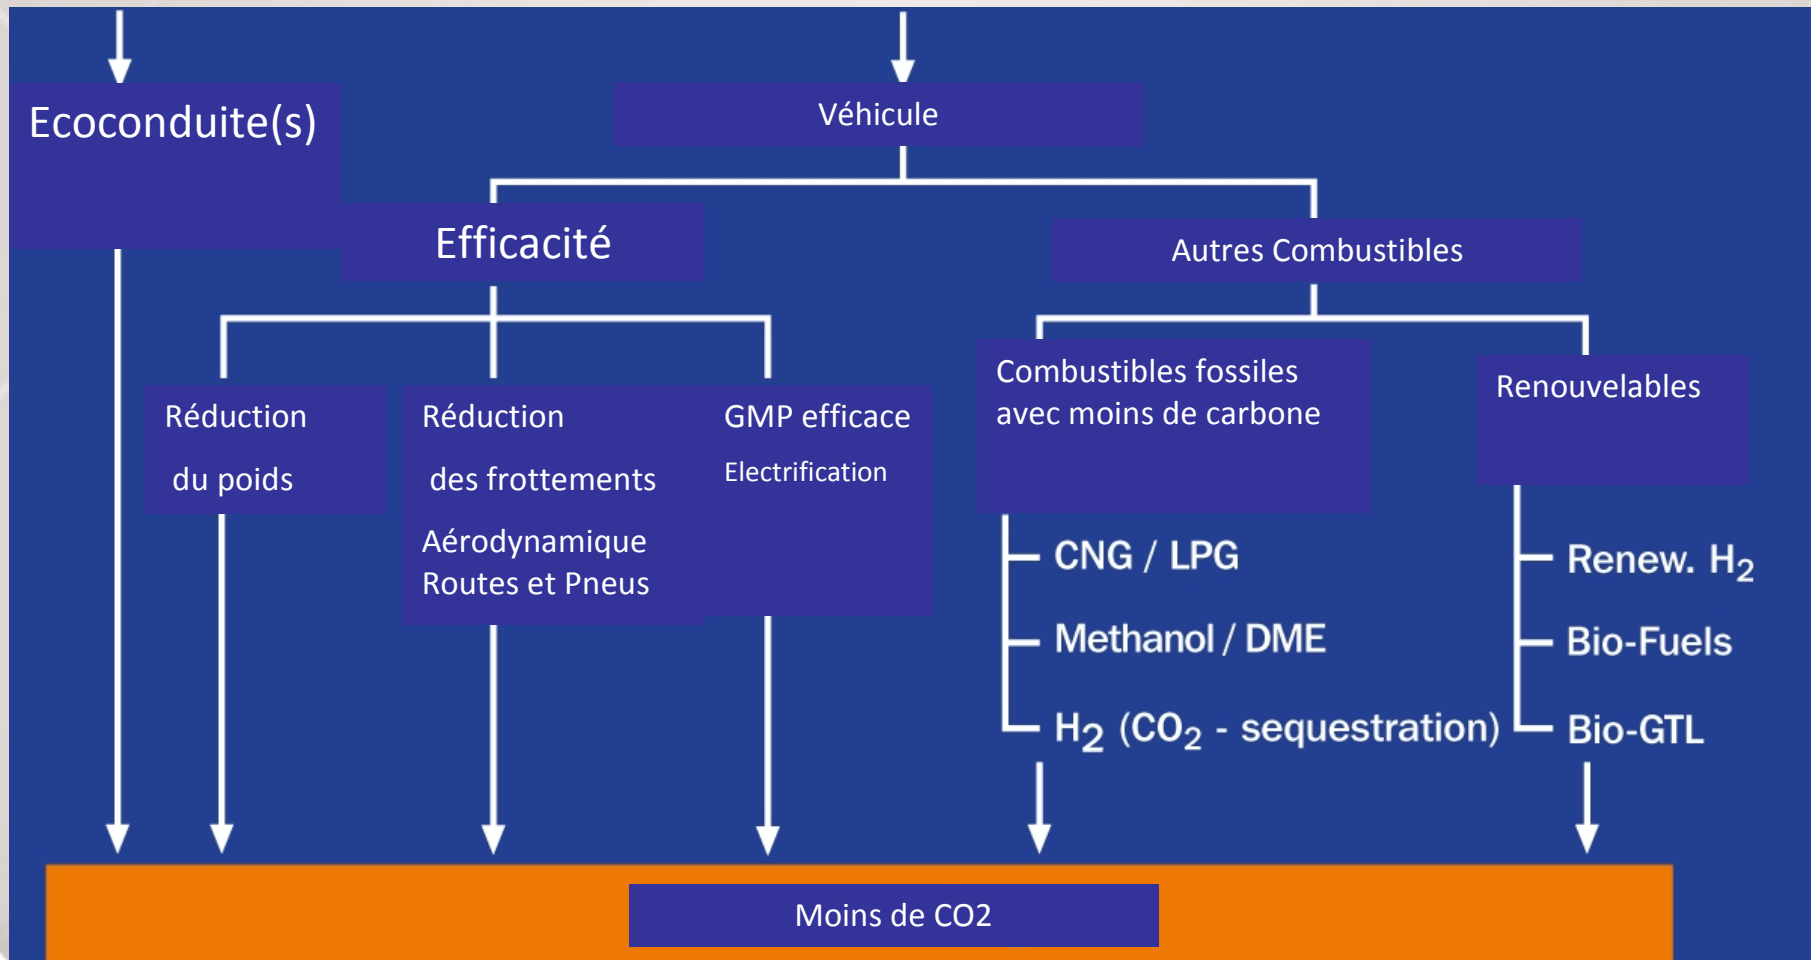 Ecoconduite(s)
Véhicule
Efficacité
Autres Combustibles
Réduction
du poids
Réduction
des frottements
Aérodynamique
Routes et Pneus
GMP efficace
Electrification
Combustibles fossiles
avec moins de carbone
Renouvelables
CNG / LPG
Methanol / DME
H₂ (CO₂ - sequestration)
Renew. H₂
Bio-Fuels
Bio-GTL
Moins de CO2